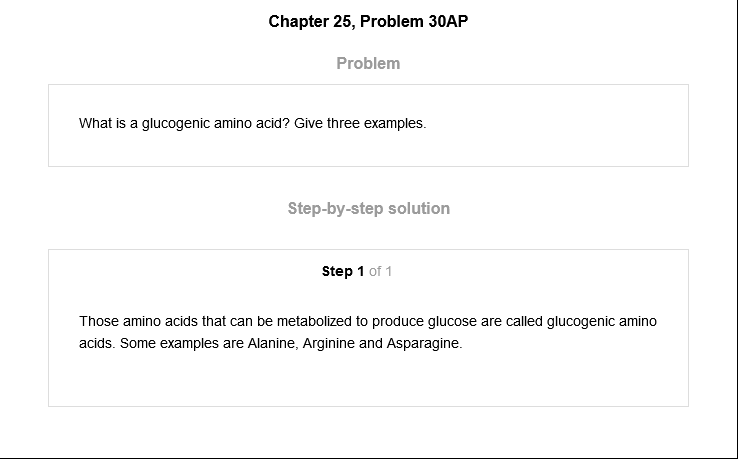 Chapter 25, Problem 30AP
Problem
What is a glucogenic amino acid? Give three examples.
Step-by-step solution
Step 1 of 1
Those amino acids that can be metabolized to produce glucose are called glucogenic amino
acids. Some examples are Alanine, Arginine and Asparagine.